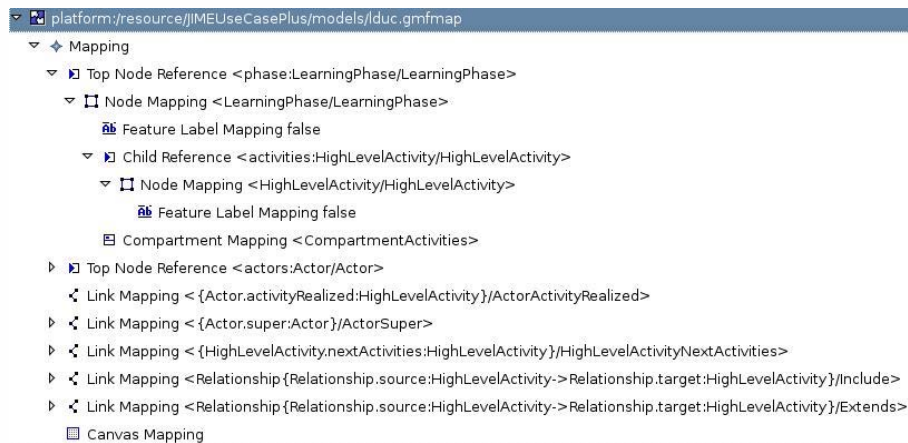 platform:/resource/JIMEUseCasePlus/models/lduc.gmfmap
Mapping
Top Node Reference <phase:LearningPhase/LearningPhase>
Node Mapping <LearningPhase/LearningPhase>
Feature Label Mapping false
Child Reference <activities:HighLevelActivity/HighLevelActivity>
Node Mapping <HighLevelActivity/HighLevelActivity>
Feature Label Mapping false
Compartment Mapping <CompartmentActivities>
Top Node Reference <actors:Actor/Actor>
Link Mapping <{Actor.activityRealized:HighLevelActivity}/ActorActivityRealized>
Link Mapping <{Actor.super:Actor}/ActorSuper>
Link Mapping <{HighLevelActivity.nextActivities:HighLevelActivity}/HighLevelActivityNextActivities>
Link Mapping <Relationship{Relationship.source:HighLevelActivity->Relationship.target:HighLevelActivity}/Include>
Link Mapping <Relationship{Relationship.source:HighLevelActivity->Relationship.target:HighLevelActivity}/Extends>
Canvas Mapping